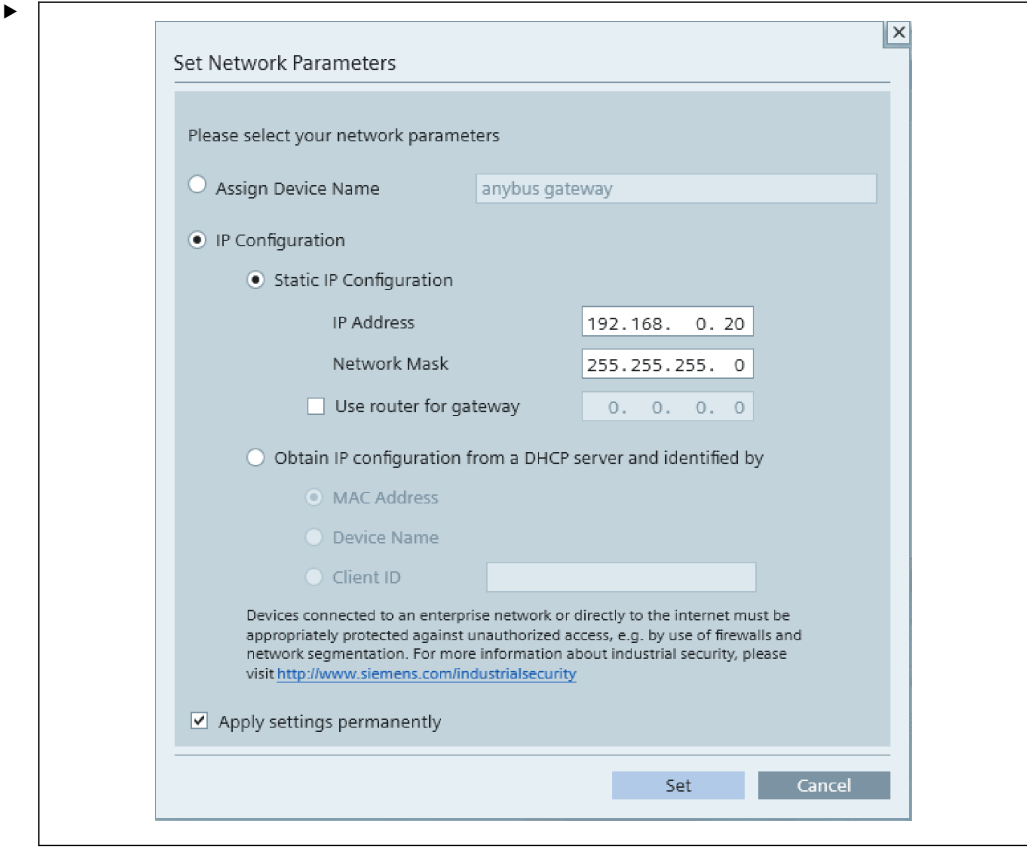 Set Network Parameters
Please select your network parameters
Assign Device Name anybus gateway
IP Configuration
Static IP Configuration
IP Address 192.168. 0. 20
Network Mask 255.255.255. 0
Use router for gateway 0. 0. 0. 0
Obtain IP configuration from a DHCP server and identified by
MAC Address
Device Name
Client ID
Devices connected to an enterprise network or directly to the internet must be
appropriately protected against unauthorized access, e.g. by use of firewalls and
network segmentation. For more information about industrial security, please
visit http://www.siemens.com/industrialsecurity
Apply settings permanently
Set Cancel